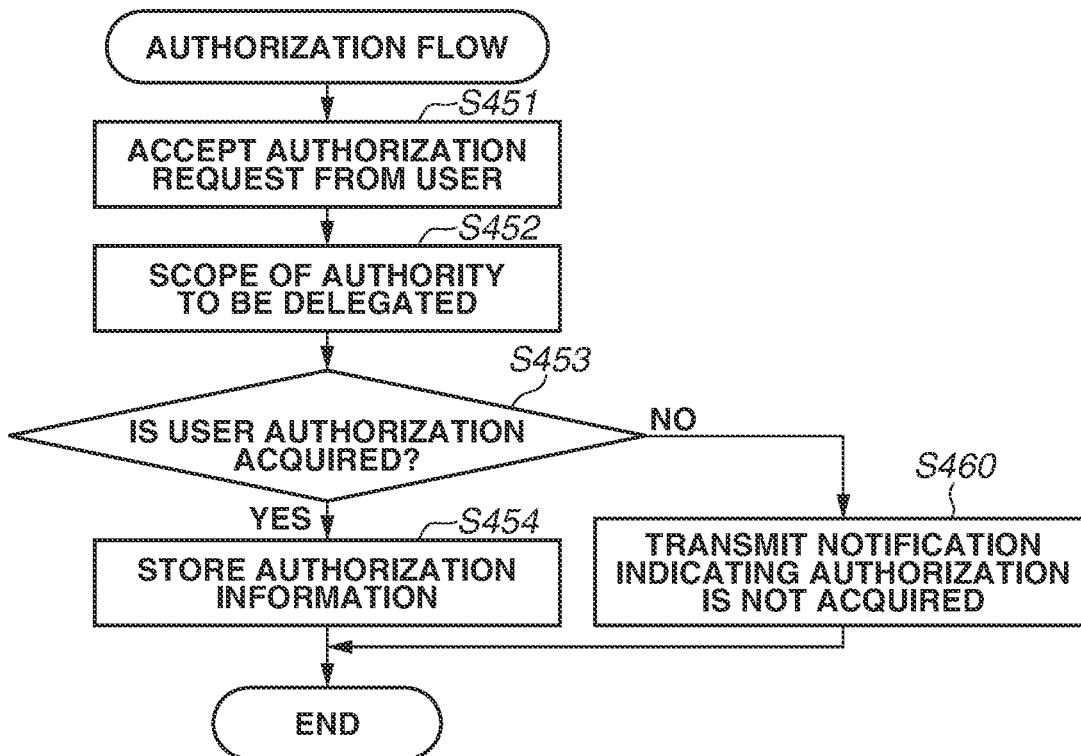 AUTHORIZATION FLOW
S451
ACCEPT AUTHORIZATION
REQUEST FROM USER
S452
SCOPE OF AUTHORITY
TO BE DELEGATED
S453
IS USER AUTHORIZATION
ACQUIRED?
NO
YES
S454
STORE AUTHORIZATION
INFORMATION
S460
TRANSMIT NOTIFICATION
INDICATING AUTHORIZATION
IS NOT ACQUIRED
END